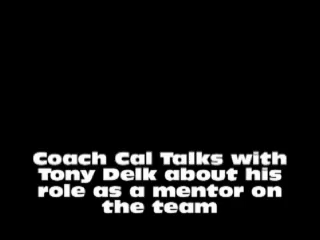 Coach Cal Talks with
Tony Delk about his
role as a mentor on
the team